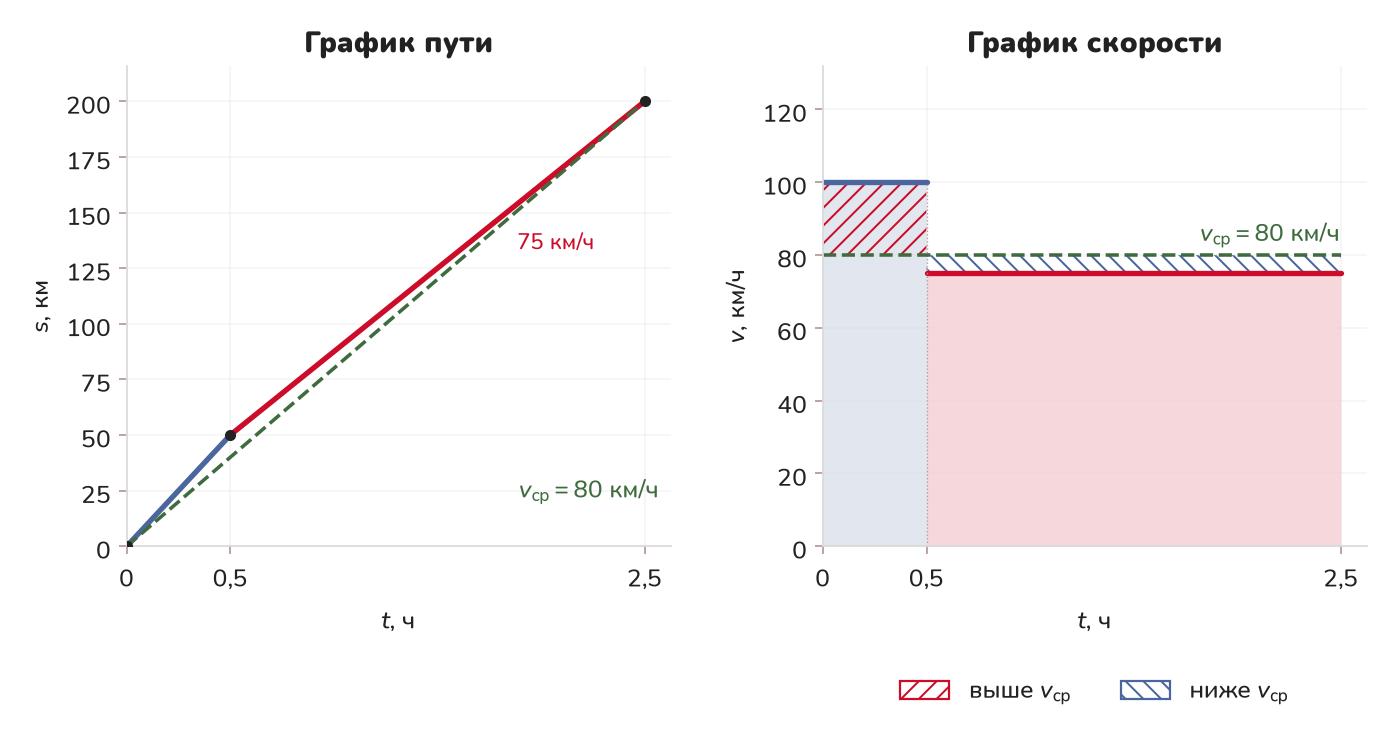 График пути
200
175
150
125
100
75
50
25
0
s, км
75 км/ч
vср = 80 км/ч
0 0,5 2,5
t, ч
График скорости
120
100
80
60
40
20
0
v, км/ч
vср = 80 км/ч
0 0,5 2,5
t, ч
выше vср ниже vср